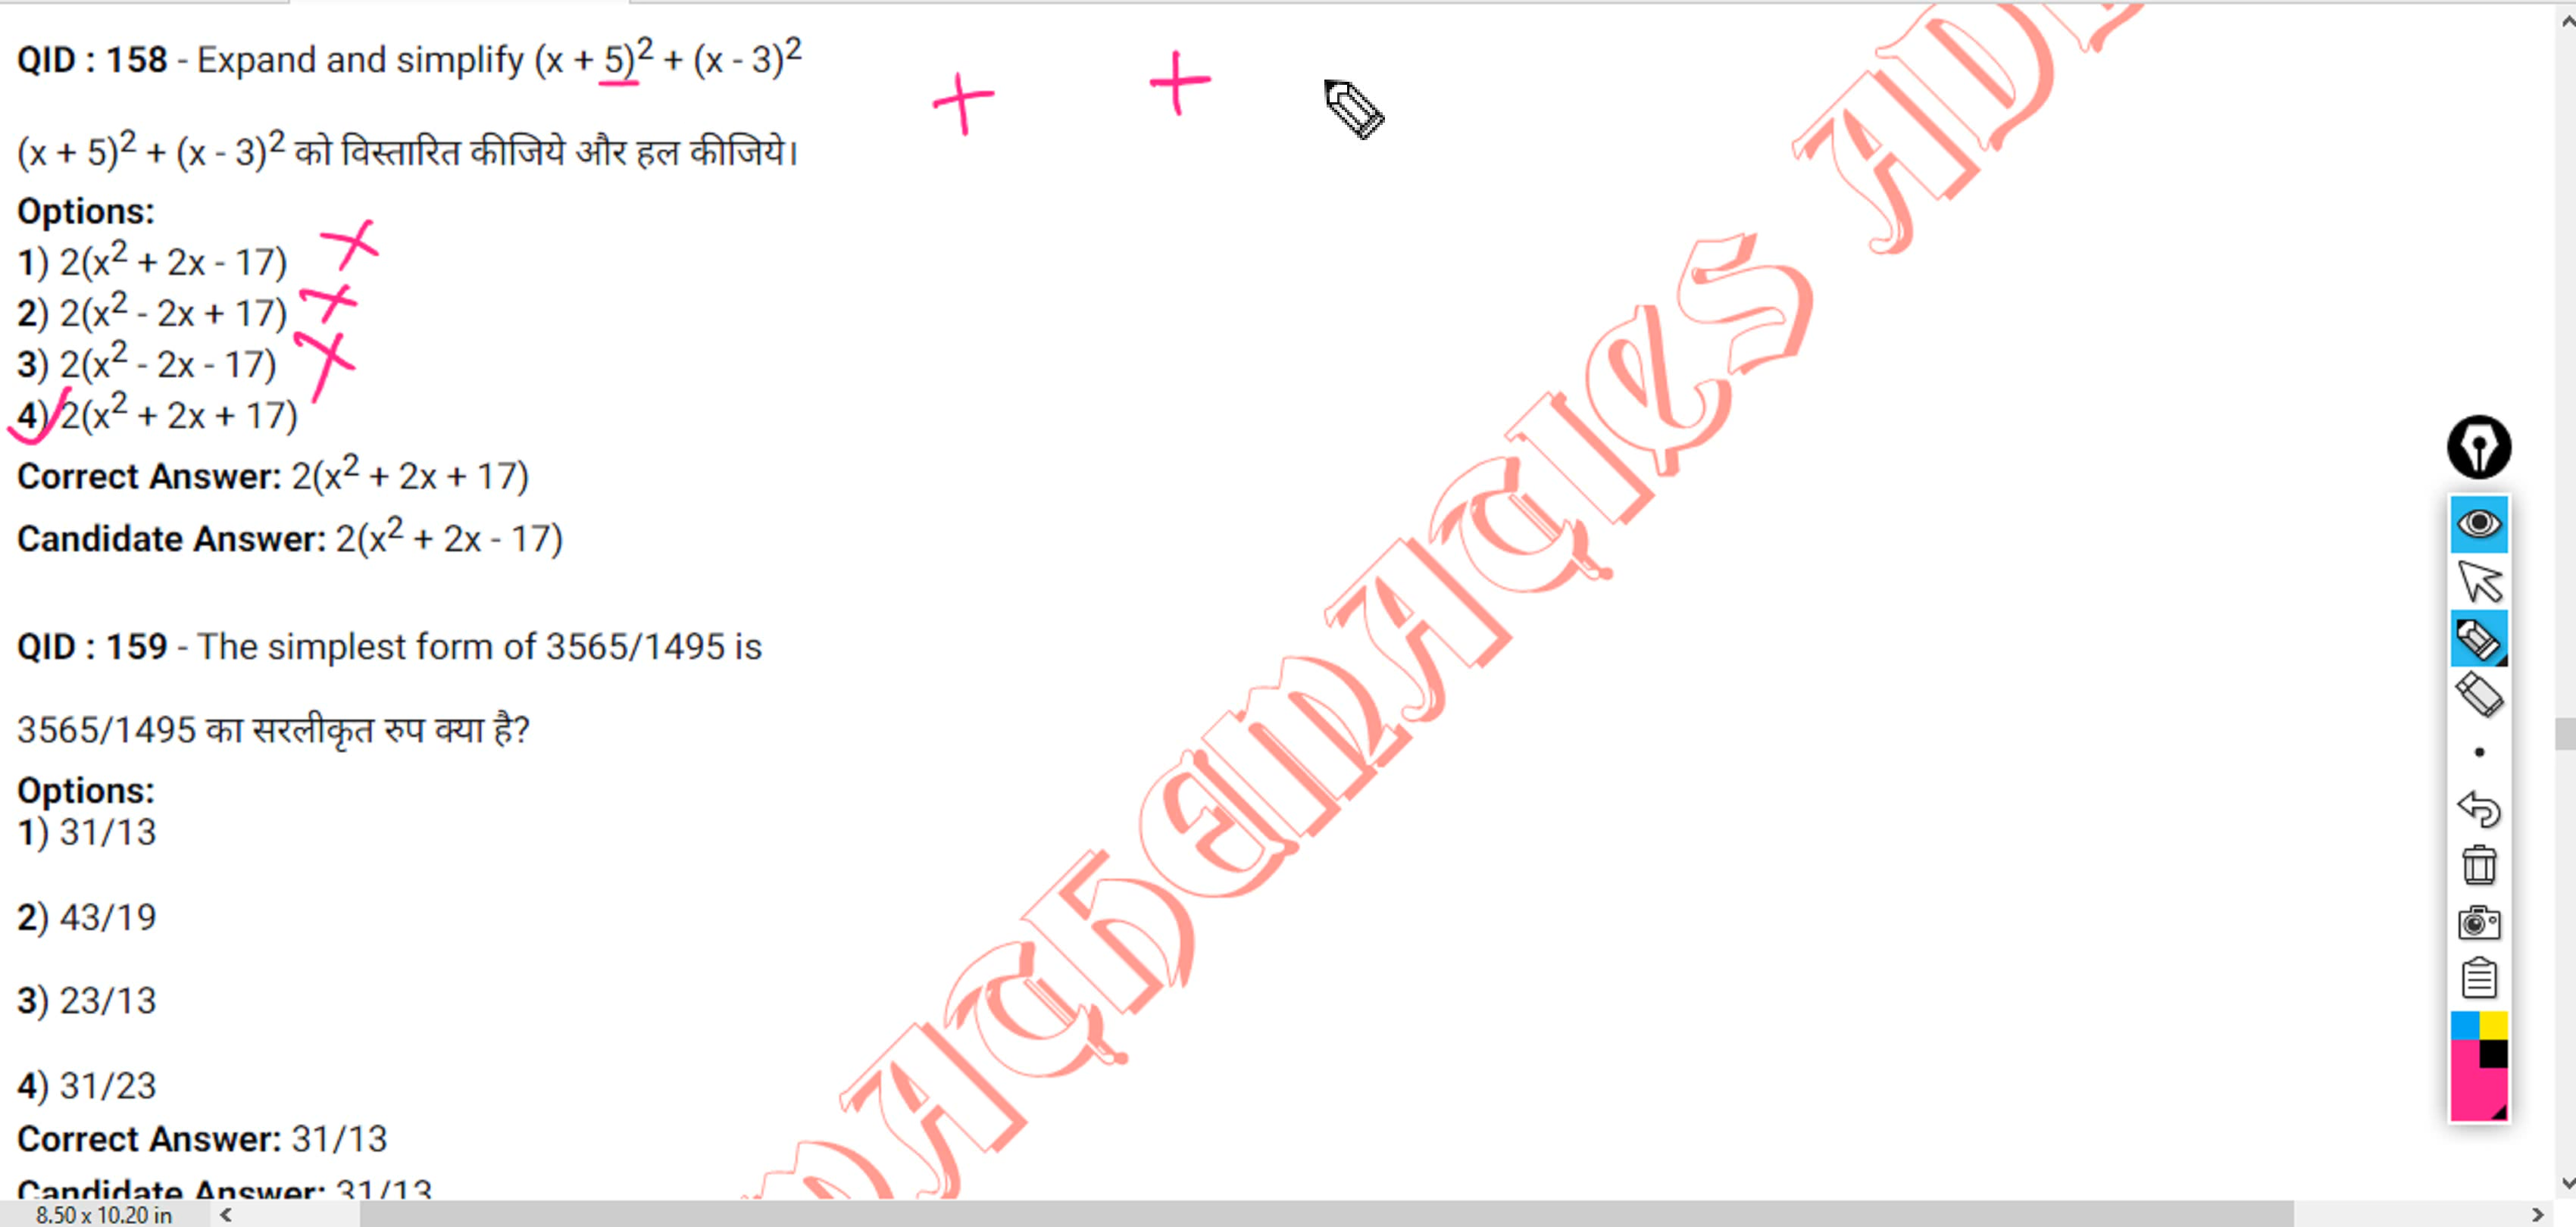 QID : 158 - Expand and simplify (x + 5)² + (x - 3)²
(x + 5)² + (x - 3)² को विस्तारित कीजिये और हल कीजिये।
Options:
1) 2(x² + 2x - 17)
2) 2(x² - 2x + 17)
3) 2(x² - 2x - 17)
4) 2(x² + 2x + 17)
Correct Answer: 2(x² + 2x + 17)
Candidate Answer: 2(x² + 2x - 17)
QID : 159 - The simplest form of 3565/1495 is
3565/1495 का सरलीकृत रुप क्या है?
Options:
1) 31/13
2) 43/19
3) 23/13
4) 31/23
Correct Answer: 31/13
Candidate Answer: 31/13
8.50 x 10.20 in